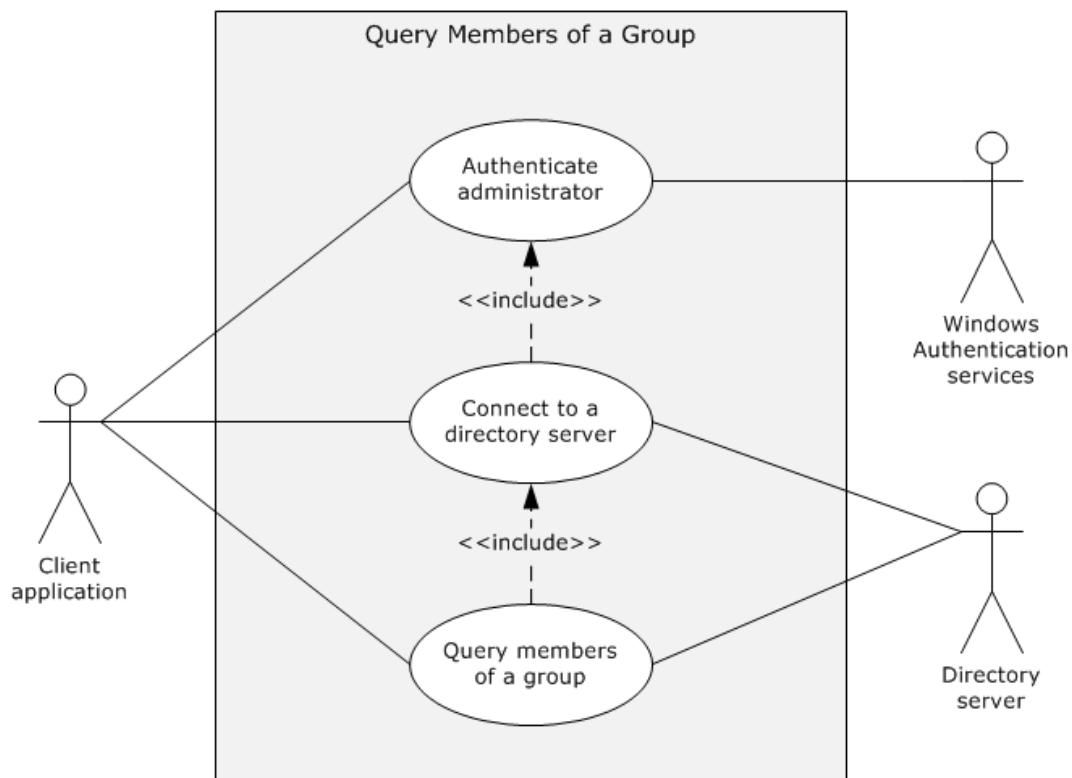 Query Members of a Group
Authenticate
administrator
<<include>>
Windows
Authentication
services
Connect to a
directory server
<<include>>
Client
application
Query members
of a group
Directory
server